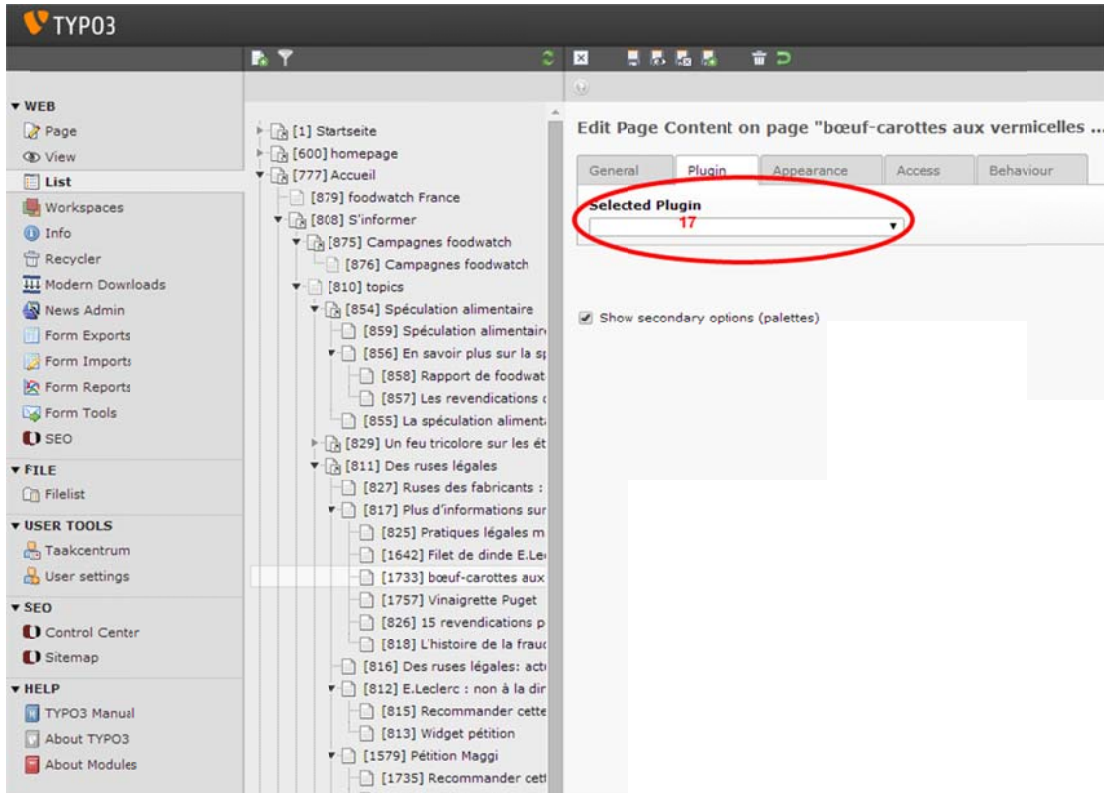 TYPO3
WEB
Page
View
List
Workspaces
Info
Recycler
Modern Downloads
News Admin
Form Exports
Form Imports
Form Reports
Form Tools
SEO
FILE
Filelist
USER TOOLS
Taakcentrum
User settings
SEO
Control Center
Sitemap
HELP
TYPO3 Manual
About TYPO3
About Modules
[1] Startseite
[600] homepage
[777] Accueil
[879] foodwatch France
[808] S'informer
[875] Campagnes foodwatch
[876] Campagnes foodwatch
[810] topics
[854] Spéculation alimentaire
[859] Spéculation alimentair
[856] En savoir plus sur la s
[858] Rapport de foodwat
[857] Les revendications
[855] La spéculation aliment
[829] Un feu tricolore sur les ét
[811] Des ruses légales
[827] Ruses des fabricants :
[817] Plus d'informations sur
[825] Pratiques légales m
[1642] Filet de dinde E.Le
[1733] bœuf-carottes aux
[1757] Vinaigrette Puget
[826] 15 revendications p
[818] L'histoire de la frau
[816] Des ruses légales: act
[812] E.Leclerc : non à la dir
[815] Recommander cette
[813] Widget pétition
[1579] Pétition Maggi
[1735] Recommander cet
Edit Page Content on page "bœuf-carottes aux vermicelles ...
General Plugin Appearance Access Behaviour
Selected Plugin
17
Show secondary options (palettes)